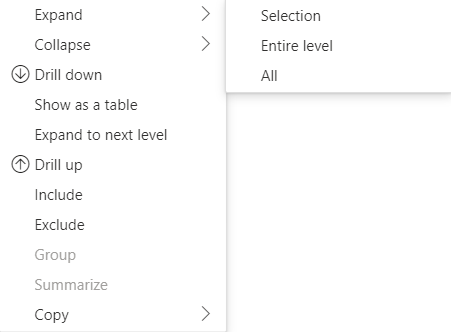 Expand
Collapse
Drill down
Show as a table
Expand to next level
Drill up
Include
Exclude
Group
Summarize
Copy
Selection
Entire level
All